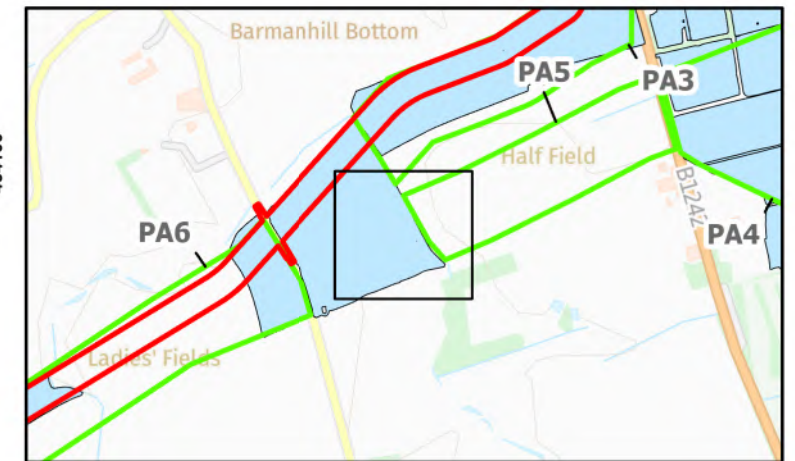 Barmanhill Bottom
PA5
PA3
Half Field
B1242
PA6
PA4
Ladies' Fields